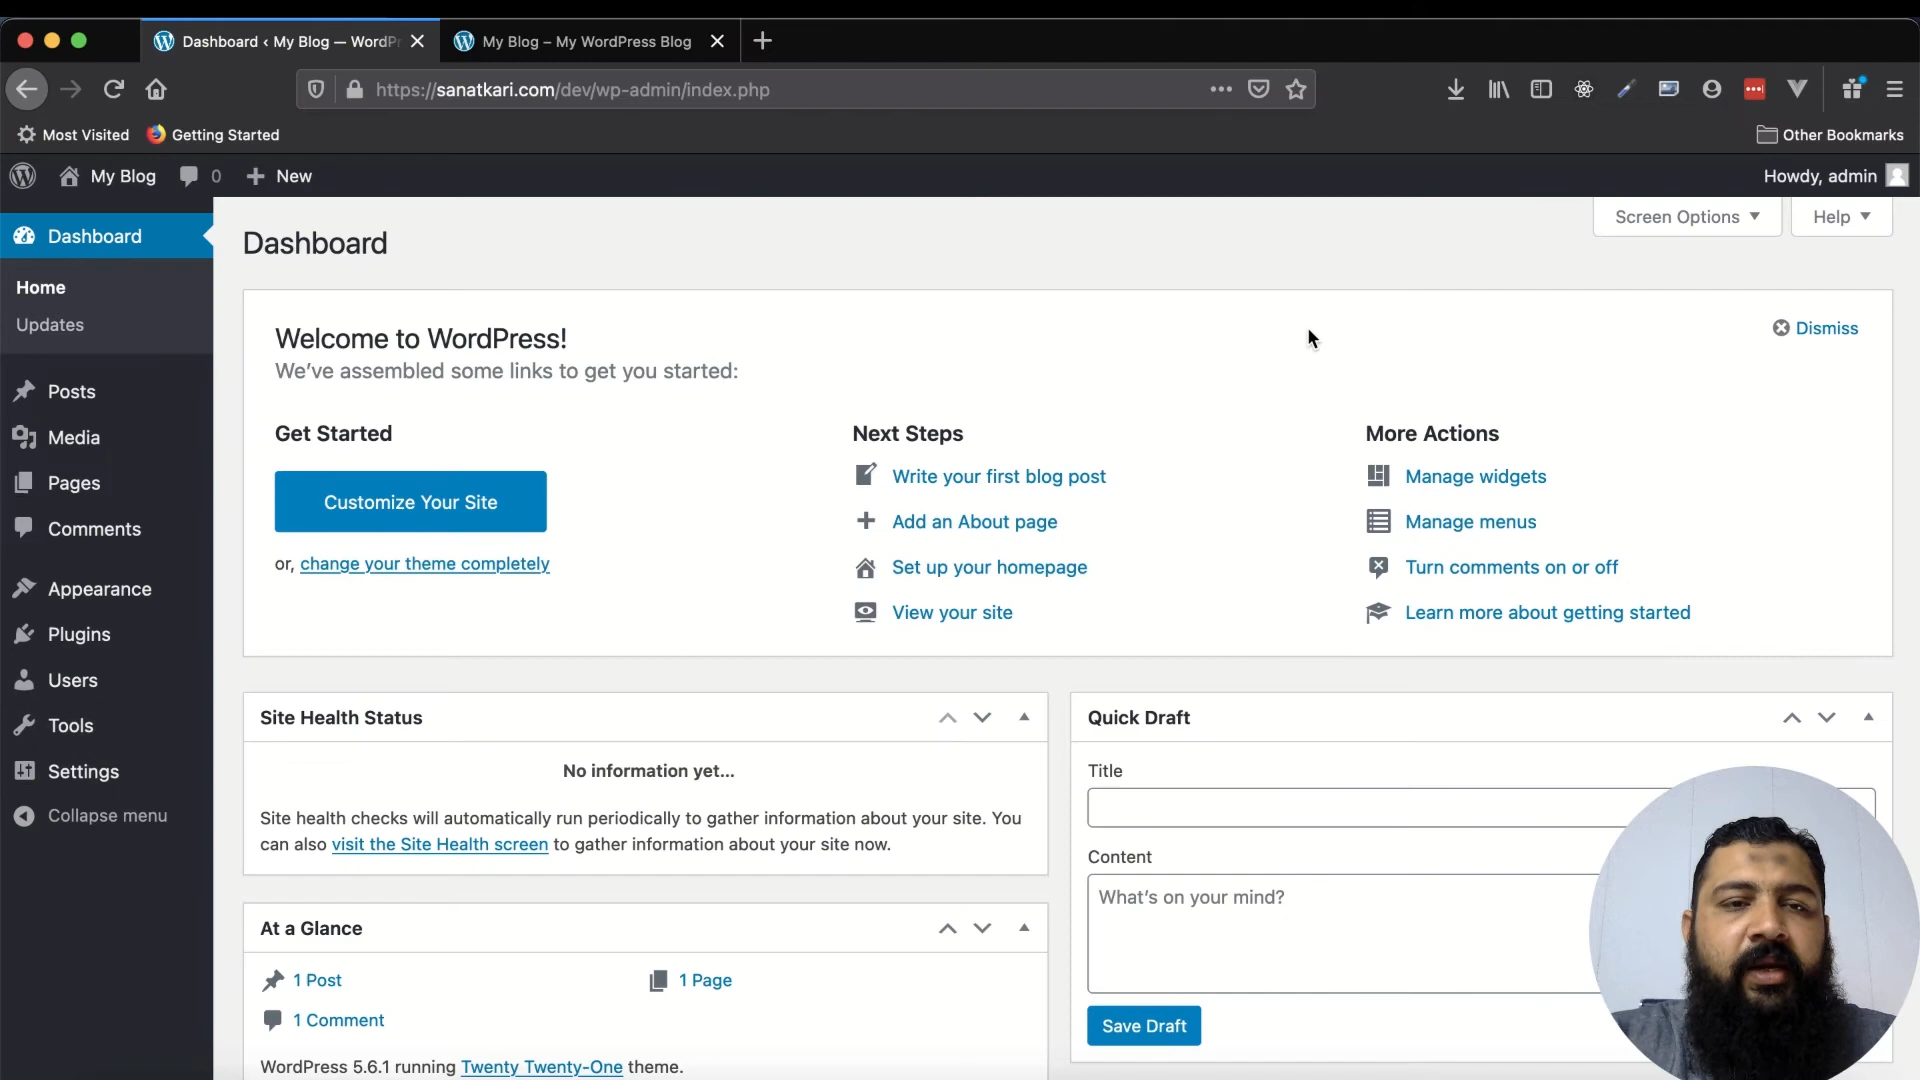 Dashboard ‹ My Blog — WordPr
My Blog – My WordPress Blog
https://sanatkari.com/dev/wp-admin/index.php
Most Visited
Getting Started
Other Bookmarks
My Blog
0
New
Howdy, admin
Dashboard
Home
Updates
Posts
Media
Pages
Comments
Appearance
Plugins
Users
Tools
Settings
Collapse menu
Screen Options
Help
Dashboard
Welcome to WordPress!
We’ve assembled some links to get you started:
Dismiss
Get Started
Customize Your Site
or, change your theme completely
Next Steps
Write your first blog post
Add an About page
Set up your homepage
View your site
More Actions
Manage widgets
Manage menus
Turn comments on or off
Learn more about getting started
Site Health Status
No information yet...
Site health checks will automatically run periodically to gather information about your site. You
can also visit the Site Health screen to gather information about your site now.
At a Glance
1 Post
1 Page
1 Comment
WordPress 5.6.1 running Twenty Twenty-One theme.
Quick Draft
Title
Content
What’s on your mind?
Save Draft